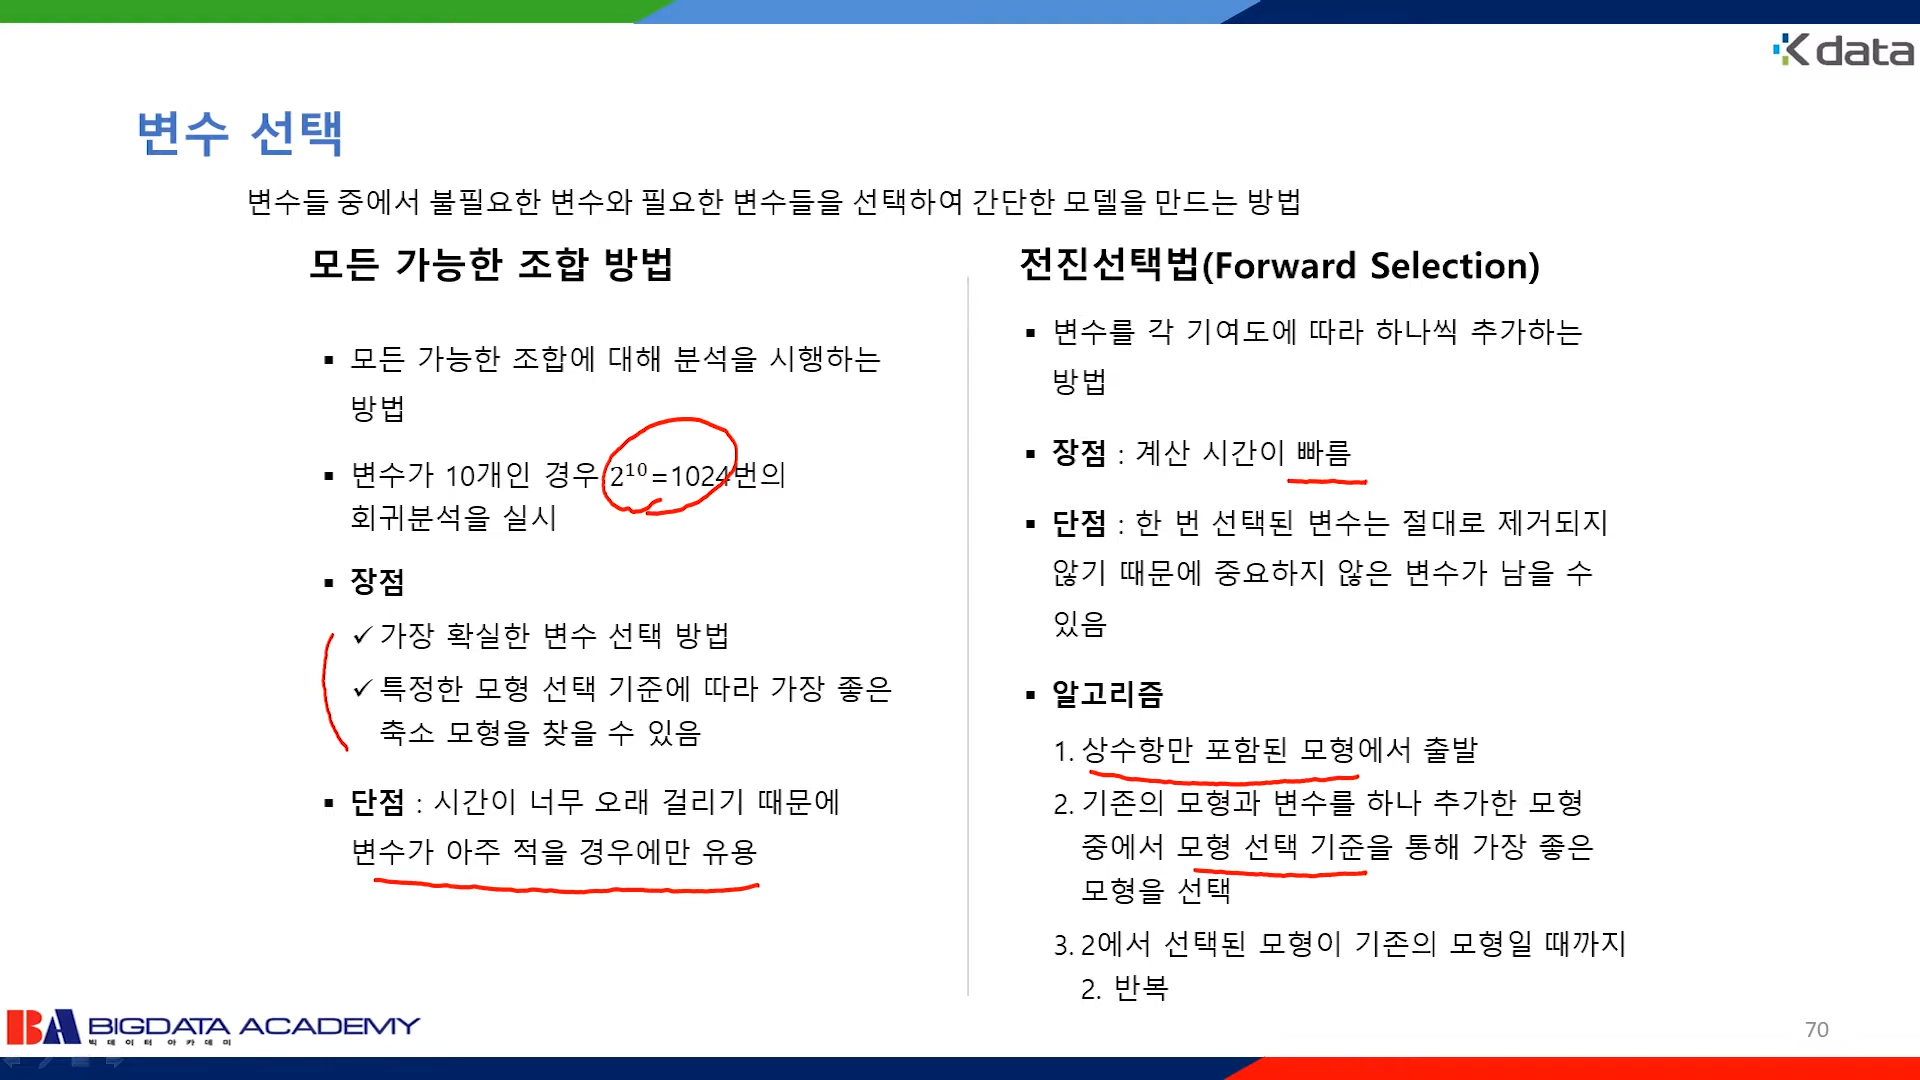 K data
변수 선택
변수들 중에서 불필요한 변수와 필요한 변수들을 선택하여 간단한 모델을 만드는 방법
모든 가능한 조합 방법
▪ 모든 가능한 조합에 대해 분석을 시행하는
방법
▪ 변수가 10개인 경우 2¹⁰=1024번의
회귀분석을 실시
▪ 장점
✓ 가장 확실한 변수 선택 방법
✓ 특정한 모형 선택 기준에 따라 가장 좋은
축소 모형을 찾을 수 있음
▪ 단점 : 시간이 너무 오래 걸리기 때문에
변수가 아주 적을 경우에만 유용
전진선택법(Forward Selection)
▪ 변수를 각 기여도에 따라 하나씩 추가하는
방법
▪ 장점 : 계산 시간이 빠름
▪ 단점 : 한 번 선택된 변수는 절대로 제거되지
않기 때문에 중요하지 않은 변수가 남을 수
있음
▪ 알고리즘
1. 상수항만 포함된 모형에서 출발
2. 기존의 모형과 변수를 하나 추가한 모형
중에서 모형 선택 기준을 통해 가장 좋은
모형을 선택
3. 2에서 선택된 모형이 기존의 모형일 때까지
2. 반복
BA BIGDATA ACADEMY
빅데이터 아카데미
70